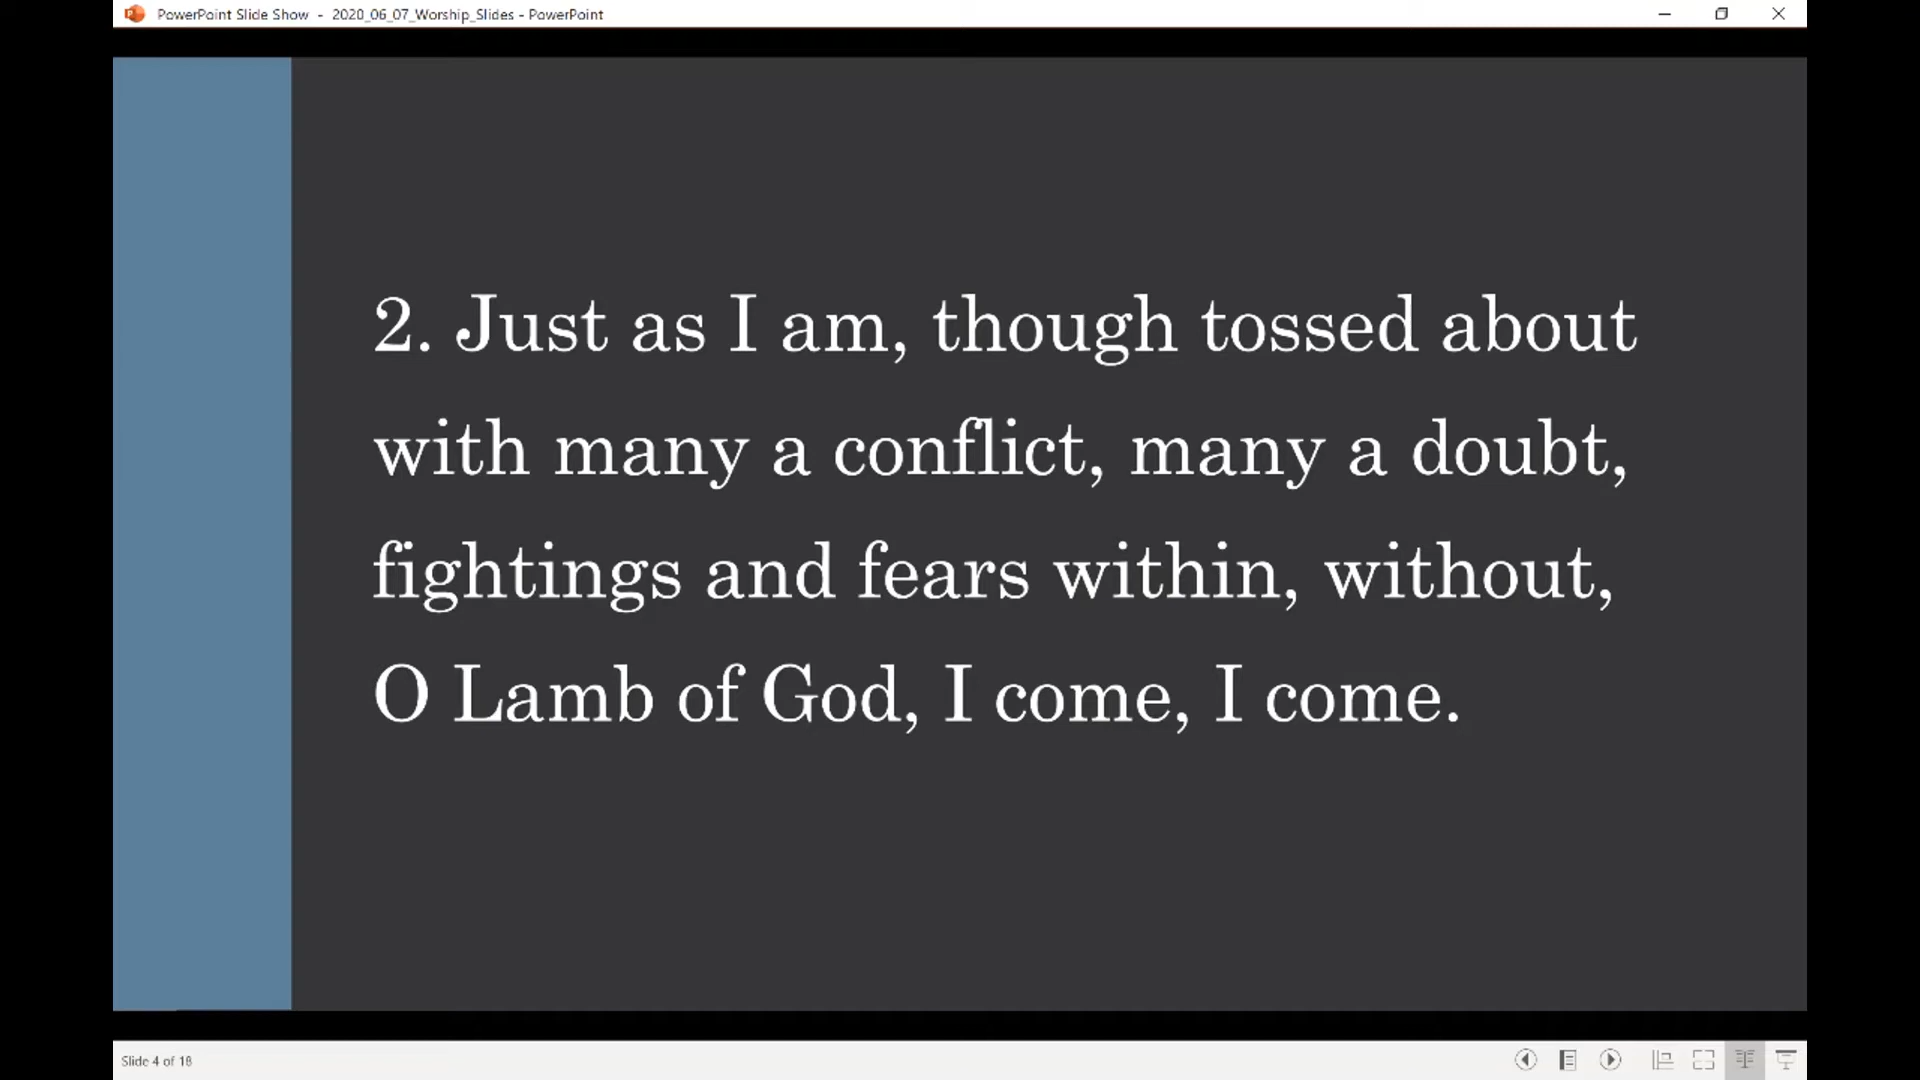 PowerPoint Slide Show - 2020_06_07_Worship_Slides - PowerPoint
2. Just as I am, though tossed about
with many a conflict, many a doubt,
fightings and fears within, without,
O Lamb of God, I come, I come.
Slide 4 of 18